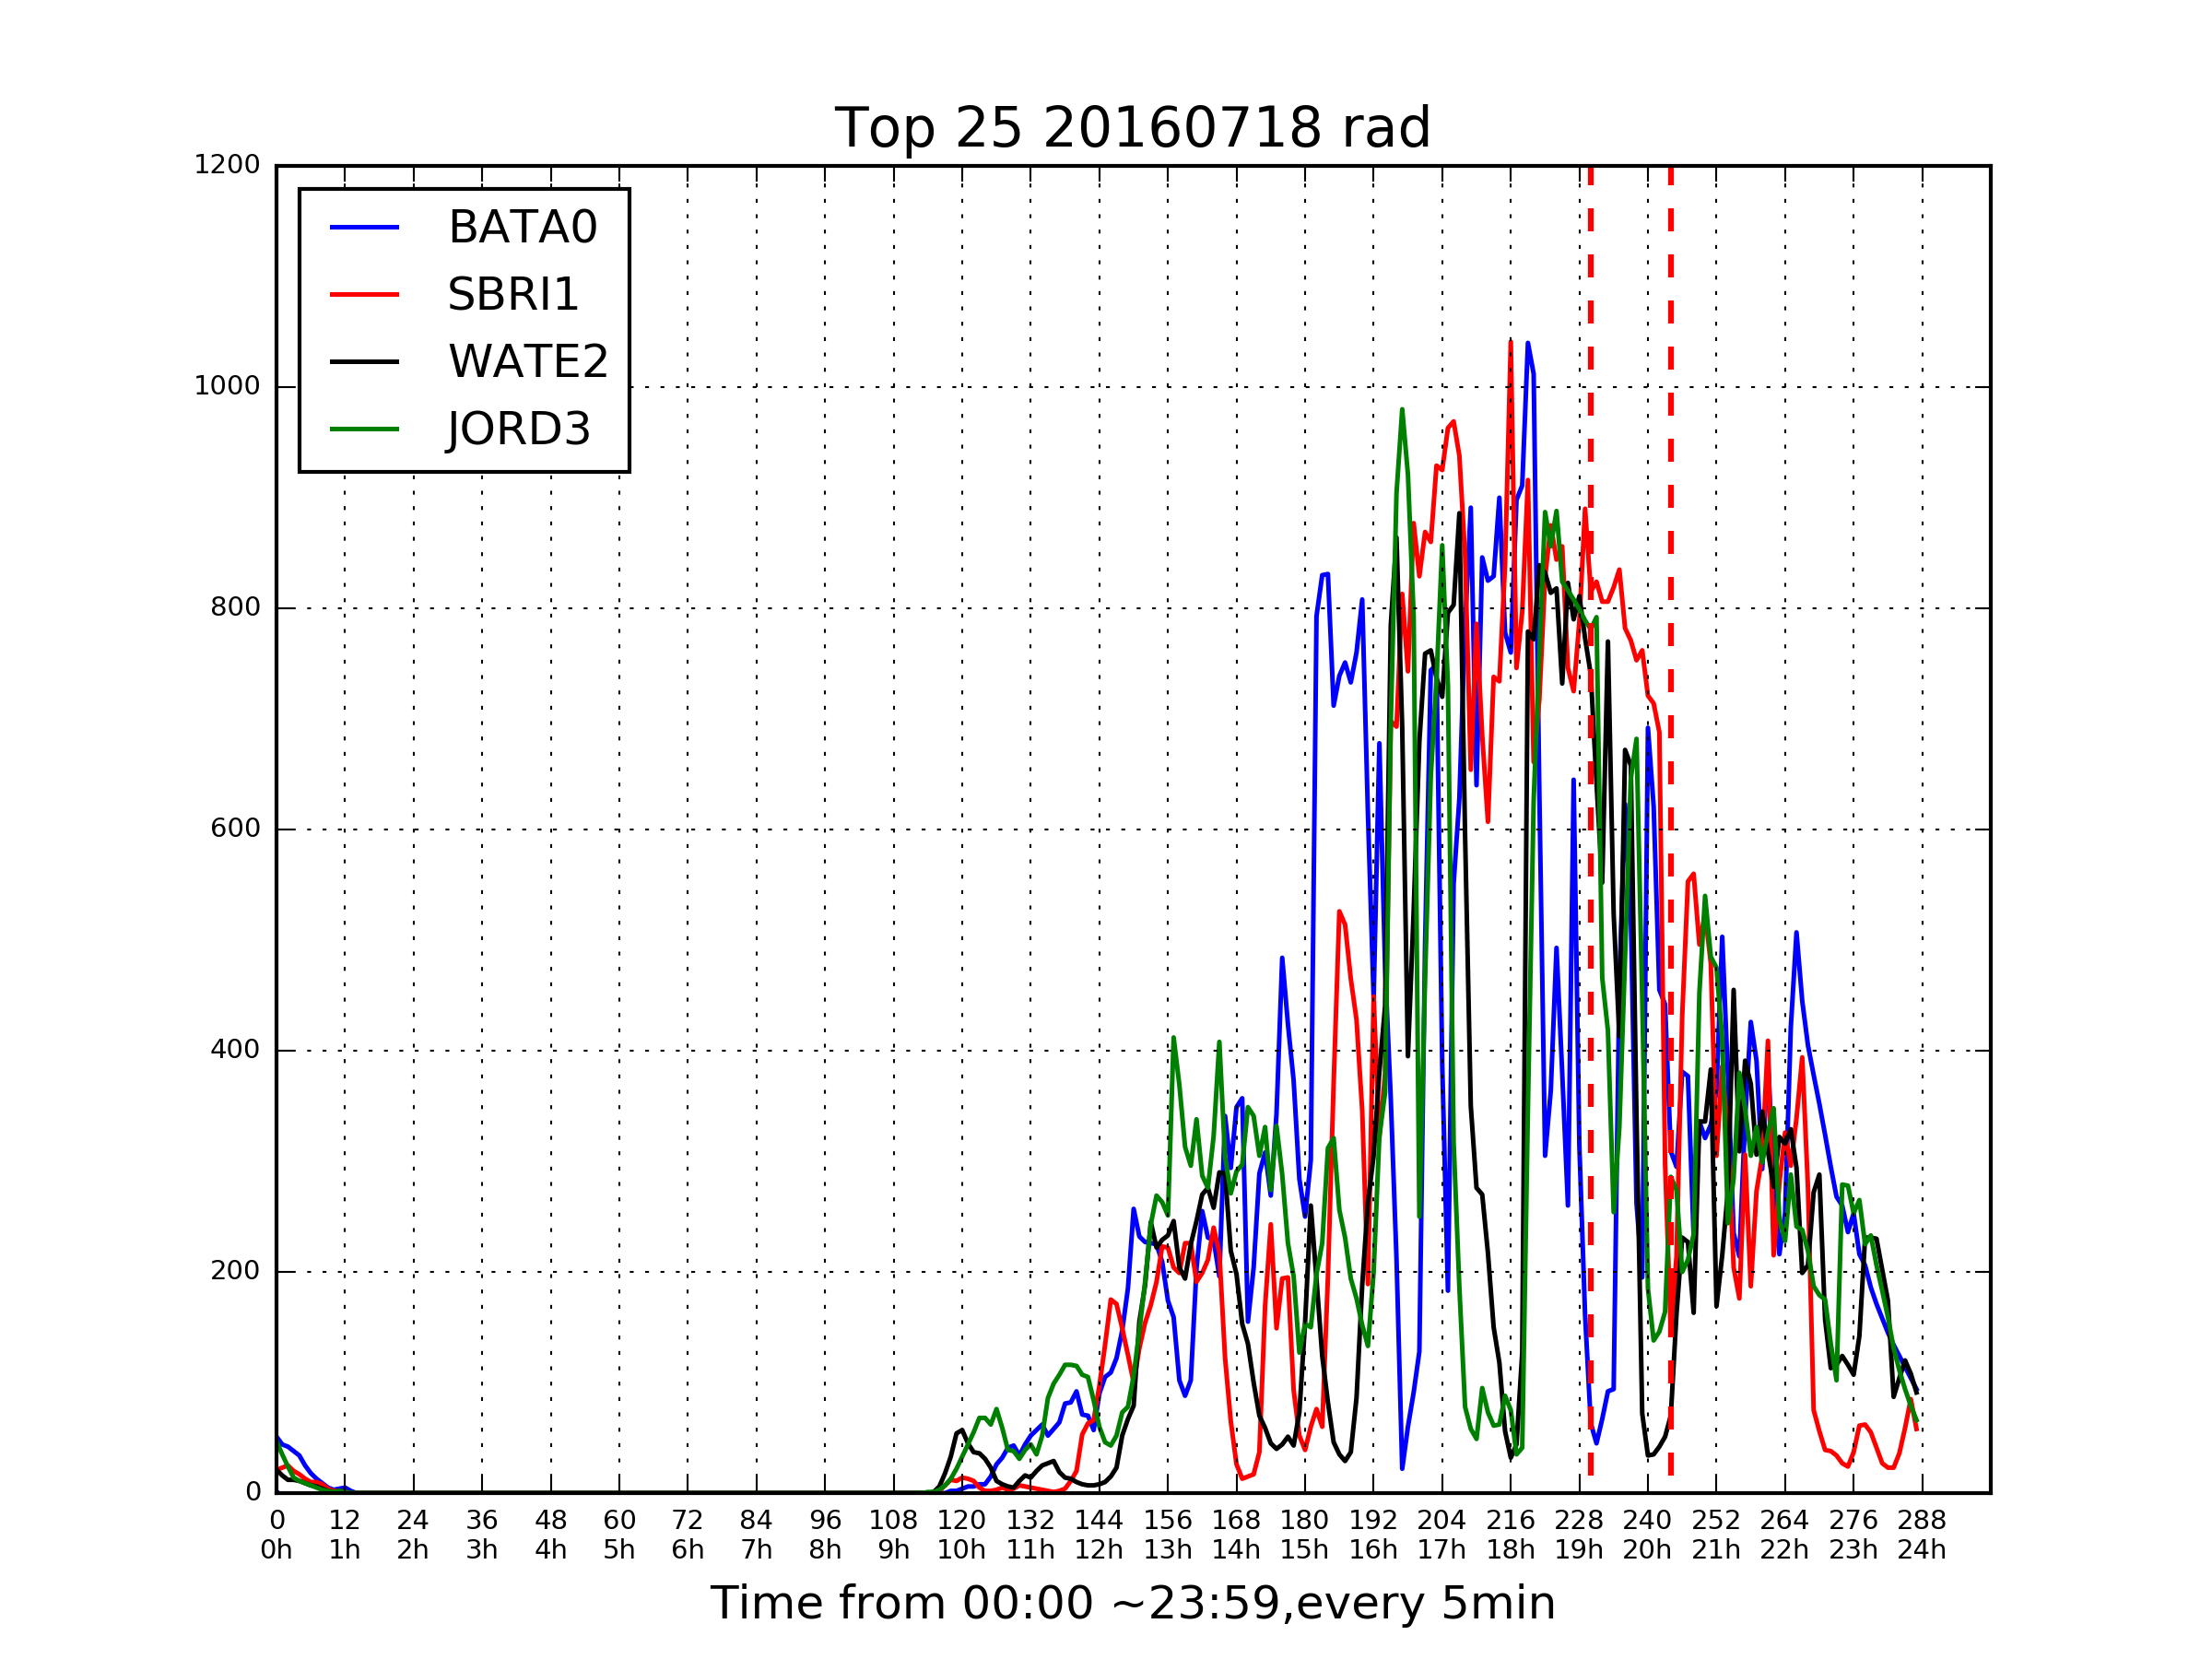 Top 25 20160718 rad
1200
1000
800
600
400
200
0
BATA0
SBRI1
WATE2
JORD3
0 12 24 36 48 60 72 84 96 108 120 132 144 156 168 180 192 204 216 228 240 252 264 276 288
0h 1h 2h 3h 4h 5h 6h 7h 8h 9h 10h 11h 12h 13h 14h 15h 16h 17h 18h 19h 20h 21h 22h 23h 24h
Time from 00:00 ~23:59,every 5min